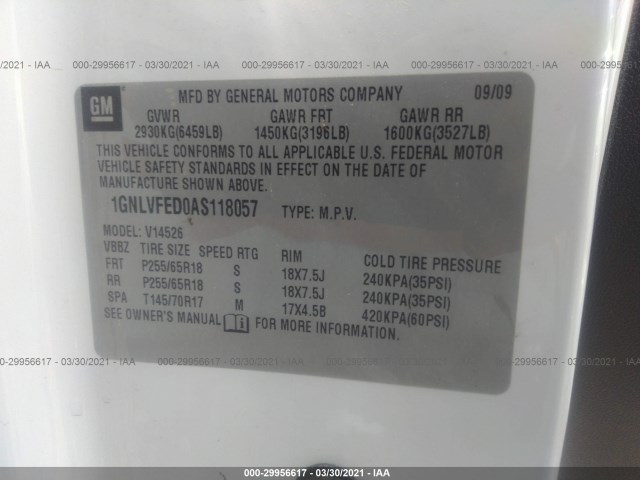 000-29956617 - 03/30/2021 - IAA
GM
MFD BY GENERAL MOTORS COMPANY 09/09
GVWR GAWR FRT GAWR RR
2930KG(6459LB) 1450KG(3196LB) 1600KG(3527LB)
THIS VEHICLE CONFORMS TO ALL APPLICABLE U.S. FEDERAL MOTOR
VEHICLE SAFETY STANDARDS IN EFFECT ON THE DATE OF
MANUFACTURE SHOWN ABOVE.
1GNLVFED0AS118057 TYPE: M.P.V.
MODEL: V14526
VBBZ TIRE SIZE SPEED RTG RIM COLD TIRE PRESSURE
FRT P255/65R18 S 18X7.5J 240KPA(35PSI)
RR P255/65R18 S 18X7.5J 240KPA(35PSI)
SPA T145/70R17 M 17X4.5B 420KPA(60PSI)
SEE OWNER'S MANUAL FOR MORE INFORMATION.
000-29956617 - 03/30/2021 - IAA